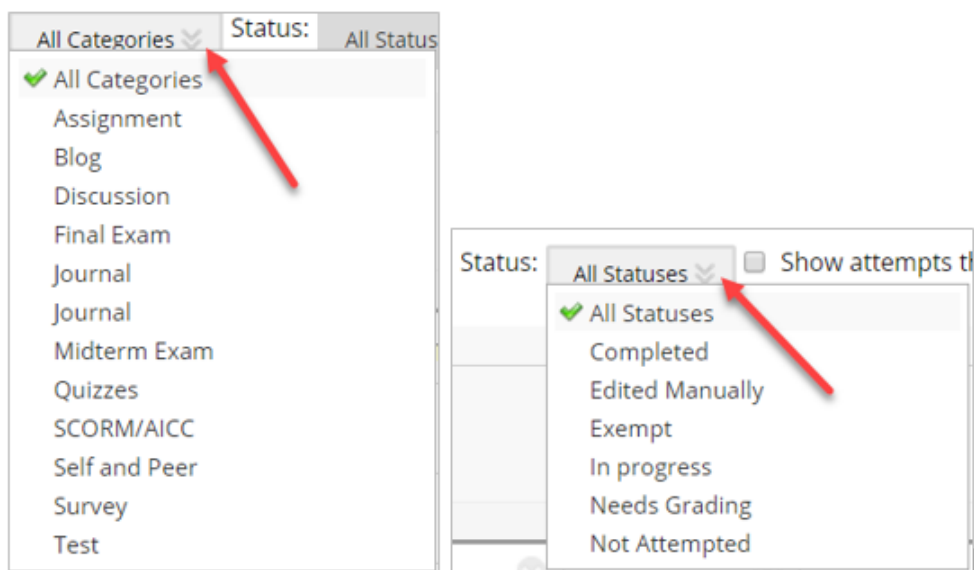 All Categories Status: All Status
All Categories
Assignment
Blog
Discussion
Final Exam
Journal
Journal
Midterm Exam
Quizzes
SCORM/AICC
Self and Peer
Survey
Test
Status: All Statuses Show attempts th
All Statuses
Completed
Edited Manually
Exempt
In progress
Needs Grading
Not Attempted